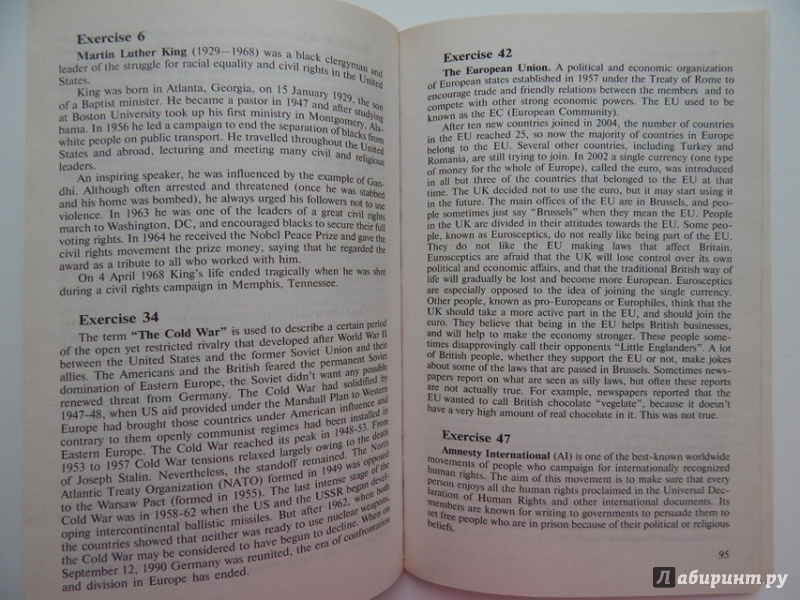 Exercise 6
Martin Luther King (1929—1968) was a black clergyman and
leader of the struggle for racial equality and civil rights in the United
States.
King was born in Atlanta, Georgia, on 15 January 1929, the son
of a Baptist minister. He became a pastor in 1947 and after studying
at Boston University took up his first ministry in Montgomery, Ala-
bama. In 1956 he led a campaign to end the separation of blacks from
white people on public transport. He travelled throughout the United
States and abroad, lecturing and meeting many civil and religious
leaders.
An inspiring speaker, he was influenced by the example of Gan-
dhi. Although often arrested and threatened (once he was stabbed
and his home was bombed), he always urged his followers not to use
violence. In 1963 he was one of the leaders of a great civil rights
march to Washington, DC, and encouraged blacks to secure their full
voting rights. In 1964 he received the Nobel Peace Prize and gave the
civil rights movement the prize money, saying that he regarded the
award as a tribute to all who worked with him.
On 4 April 1968 King's life ended tragically when he was shot
during a civil rights campaign in Memphis, Tennessee.
Exercise 34
The term “The Cold War” is used to describe a certain period
of the open yet restricted rivalry that developed after World War II
between the United States and the former Soviet Union and their
allies. The Americans and the British feared the permanent Soviet
domination of Eastern Europe, the Soviet didn't want any possible
renewed threat from Germany. The Cold War had solidified by
1947-48, when US aid provided under the Marshall Plan to Western
Europe had brought those countries under American influence and
contrary to them openly communist regimes had been installed in
Eastern Europe. The Cold War reached its peak in 1948-53. From
1953 to 1957 Cold War tensions relaxed largely owing to the death
of Joseph Stalin. Nevertheless, the standoff remained. The North
Atlantic Treaty Organization (NATO) formed in 1949 was opposed
to the Warsaw Pact (formed in 1955). The last intense stage of the
Cold War was in 1958-62 when the US and the USSR began devel-
oping intercontinental ballistic missiles. But after 1962, when both
the countries showed that neither was ready to use nuclear weapons,
the Cold War may be considered to have begun to decline. When on
September 12, 1990 Germany was reunited, the era of confrontation
and division in Europe has ended.
Exercise 42
The European Union. A political and economic organization
of European states established in 1957 under the Treaty of Rome to
encourage trade and friendly relations between the members and to
compete with other strong economic powers. The EU used to be
known as the EC (European Community).
After ten new countries joined in 2004, the number of countries
in the EU reached 25, so now the majority of countries in Europe
belong to the EU. Several other countries, including Turkey and
Romania, are still trying to join. In 2002 a single currency (one type
of money for the whole of Europe), called the euro, was introduced
in all but three of the countries that belonged to the EU at that
time. The UK decided not to use the euro, but it may start using it
in the future. The main offices of the EU are in Brussels, and peo-
ple sometimes just say “Brussels” when they mean the EU. People
in the UK are divided in their attitudes towards the EU. Some peo-
ple, known as Eurosceptics, do not really like being part of the EU.
They do not like the EU making laws that affect Britain.
Eurosceptics are afraid that the UK will lose control over its own
political and economic affairs, and that the traditional British way of
life will gradually be lost and become more European. Eurosceptics
are especially opposed to the idea of joining the single currency.
Other people, known as pro-Europeans or Europhiles, think that the
UK should take a more active part in the EU, and should join the
euro. They believe that being in the EU helps British businesses,
and will help to make the economy stronger. These people some-
times disapprovingly call their opponents “Little Englanders”. A lot
of British people, whether they support the EU or not, make jokes
about some of the laws that are passed in Brussels. Sometimes news-
papers report on what are seen as silly laws, but often these reports
are not actually true. For example, newspapers reported that the
EU wanted to call British chocolate “vegelate”, because it doesn't
have a very high amount of real chocolate in it. This was not true.
Exercise 47
Amnesty International (AI) is one of the best-known worldwide
movements of people who campaign for internationally recognized
human rights. The aim of this movement is to make sure that every
person enjoys all the human rights proclaimed in the Universal Dec-
laration of Human Rights and other international documents. Its
members are known for writing to governments to persuade them to
set free people who are in prison because of their political or religious
beliefs.
95
Лабиринт.ру